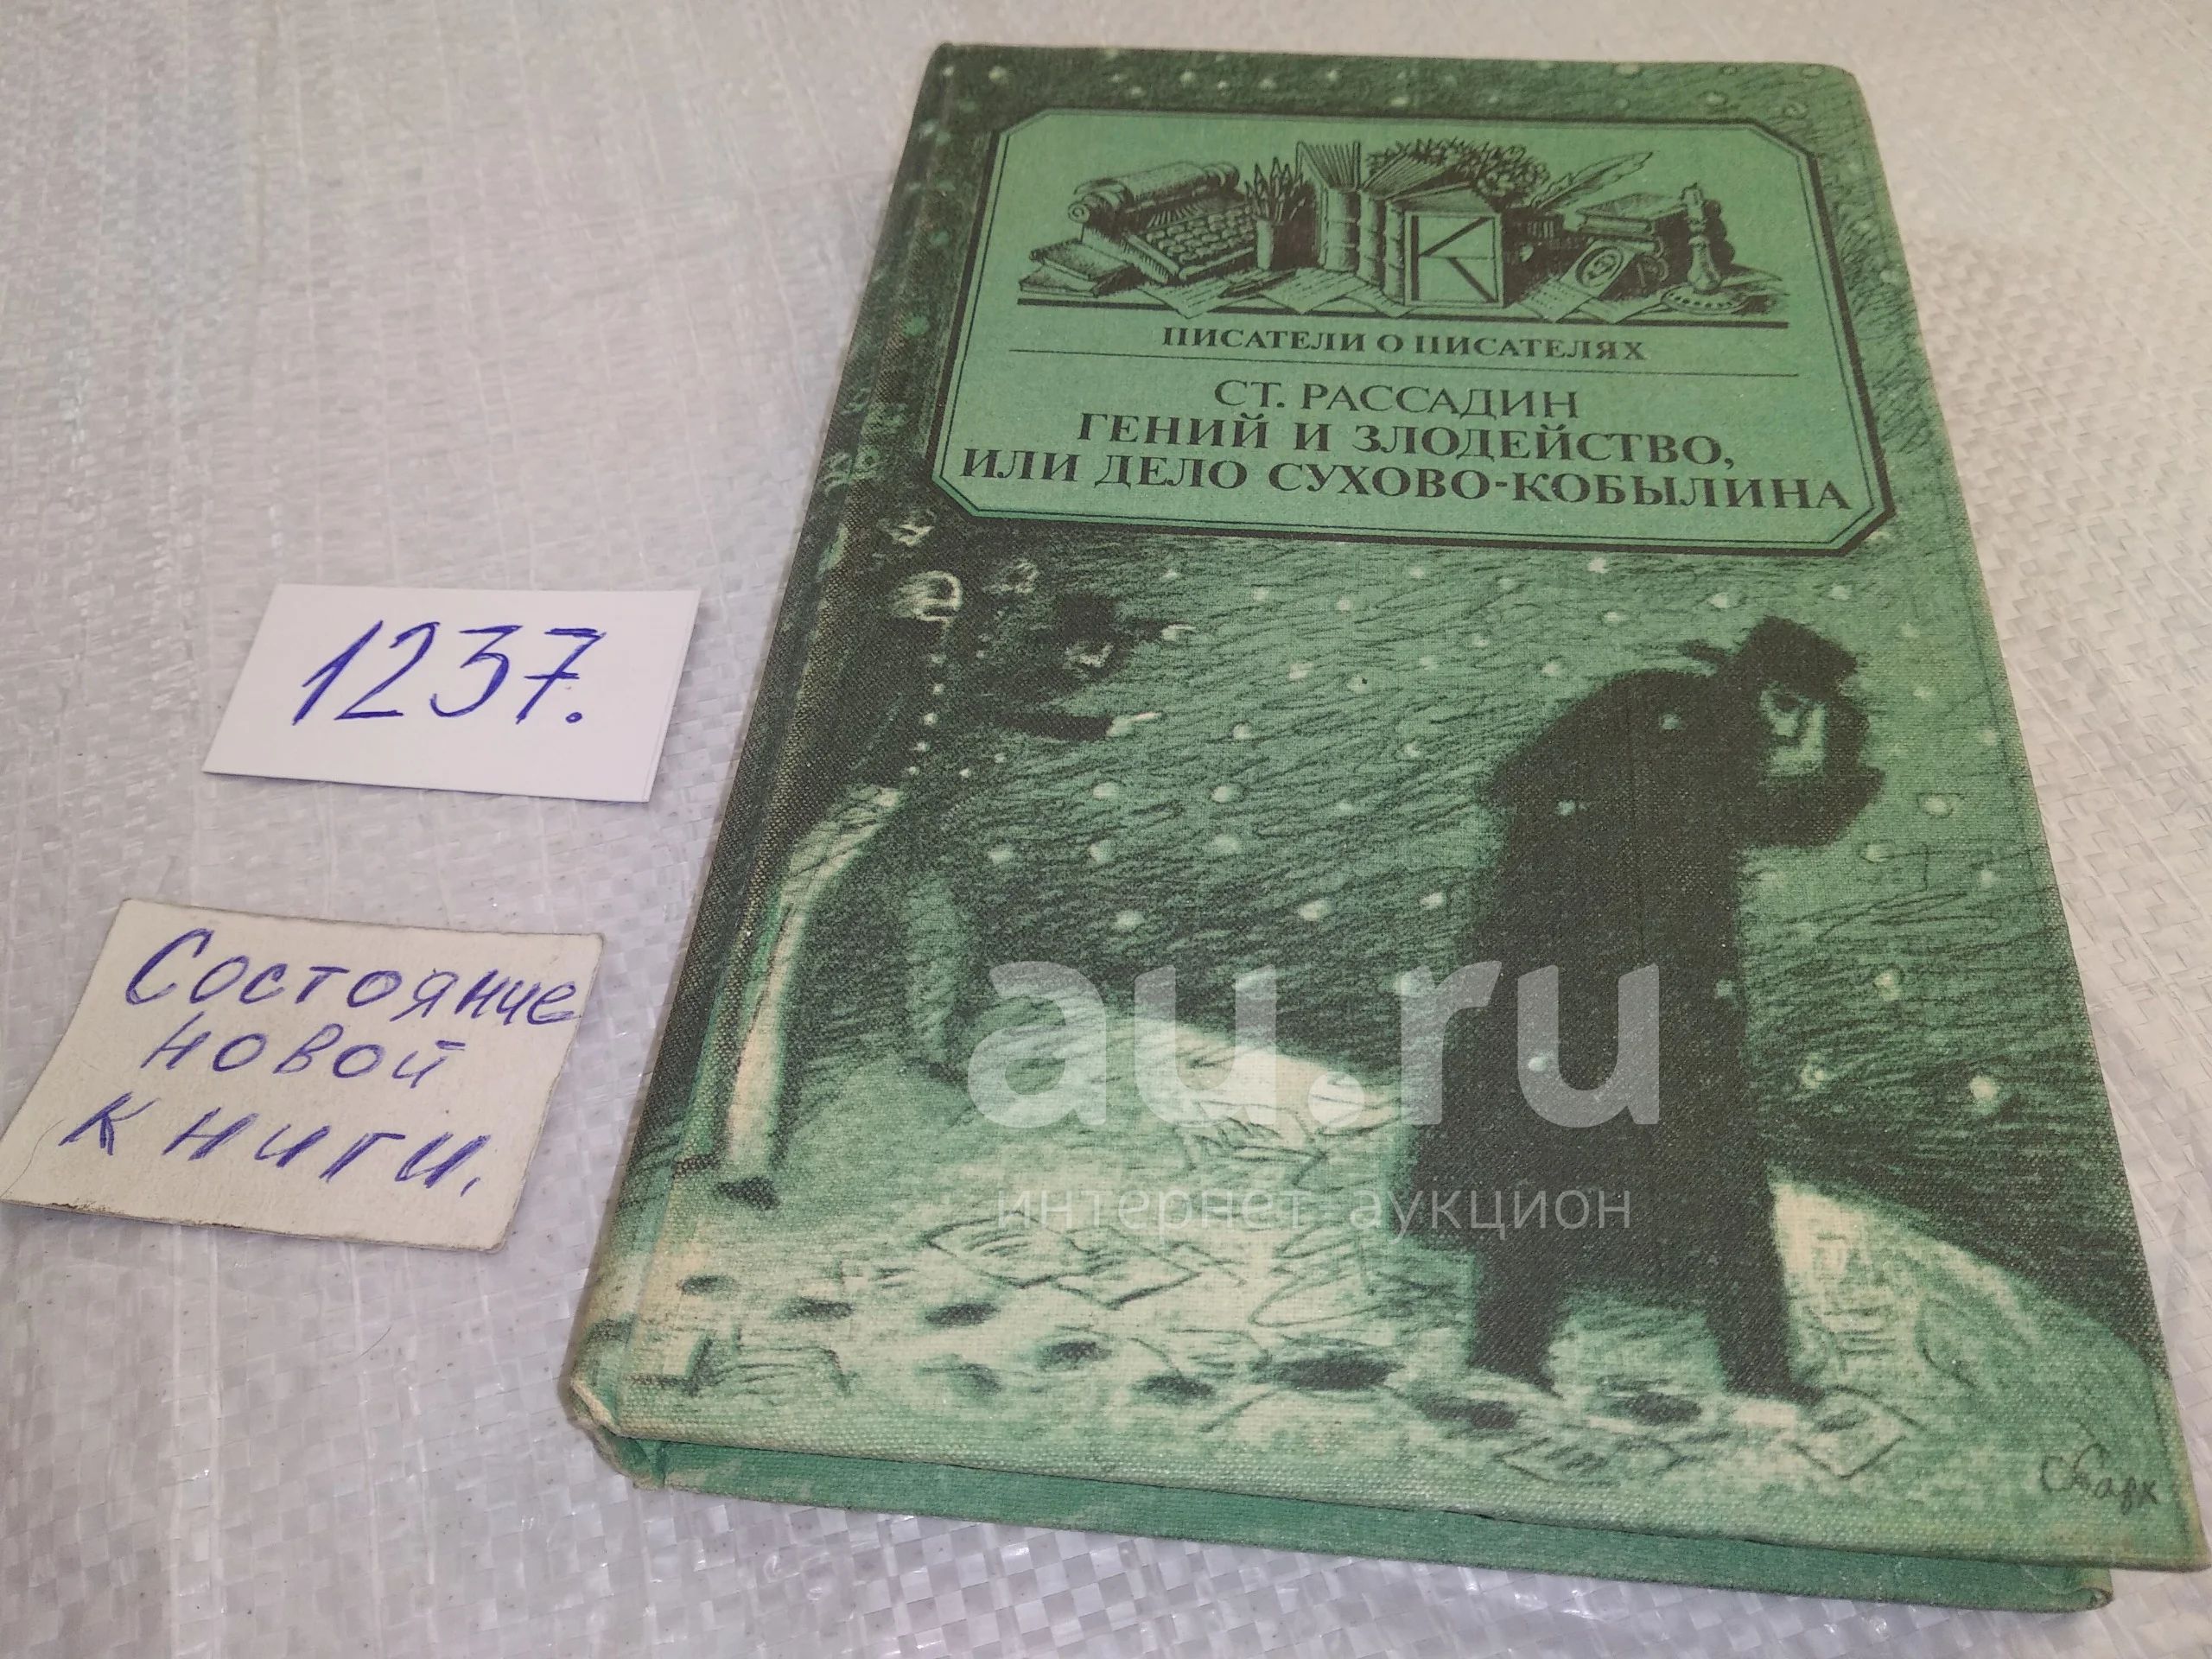 К
ПИСАТЕЛИ О ПИСАТЕЛЯХ
СТ. РАССАДИН
ГЕНИЙ И ЗЛОДЕЙСТВО,
ИЛИ ДЕЛО СУХОВО-КОБЫЛИНА
1237.
Состояние
новой
книги.
au.ru
интернет аукцион